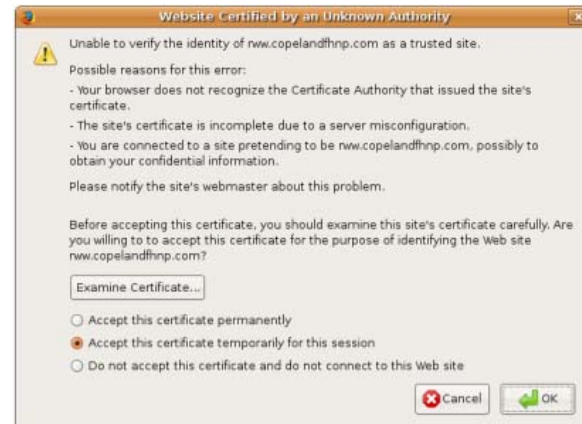 Website Certified by an Unknown Authority
Unable to verify the identity of rww.copelandfhnp.com as a trusted site.
Possible reasons for this error:
- Your browser does not recognize the Certificate Authority that issued the site's
certificate.
- The site's certificate is incomplete due to a server misconfiguration.
- You are connected to a site pretending to be rww.copelandfhnp.com, possibly to
obtain your confidential information.
Please notify the site's webmaster about this problem.
Before accepting this certificate, you should examine this site's certificate carefully. Are
you willing to to accept this certificate for the purpose of identifying the Web site
rww.copelandfhnp.com?
Examine Certificate...
Accept this certificate permanently
Accept this certificate temporarily for this session
Do not accept this certificate and do not connect to this Web site
Cancel
OK